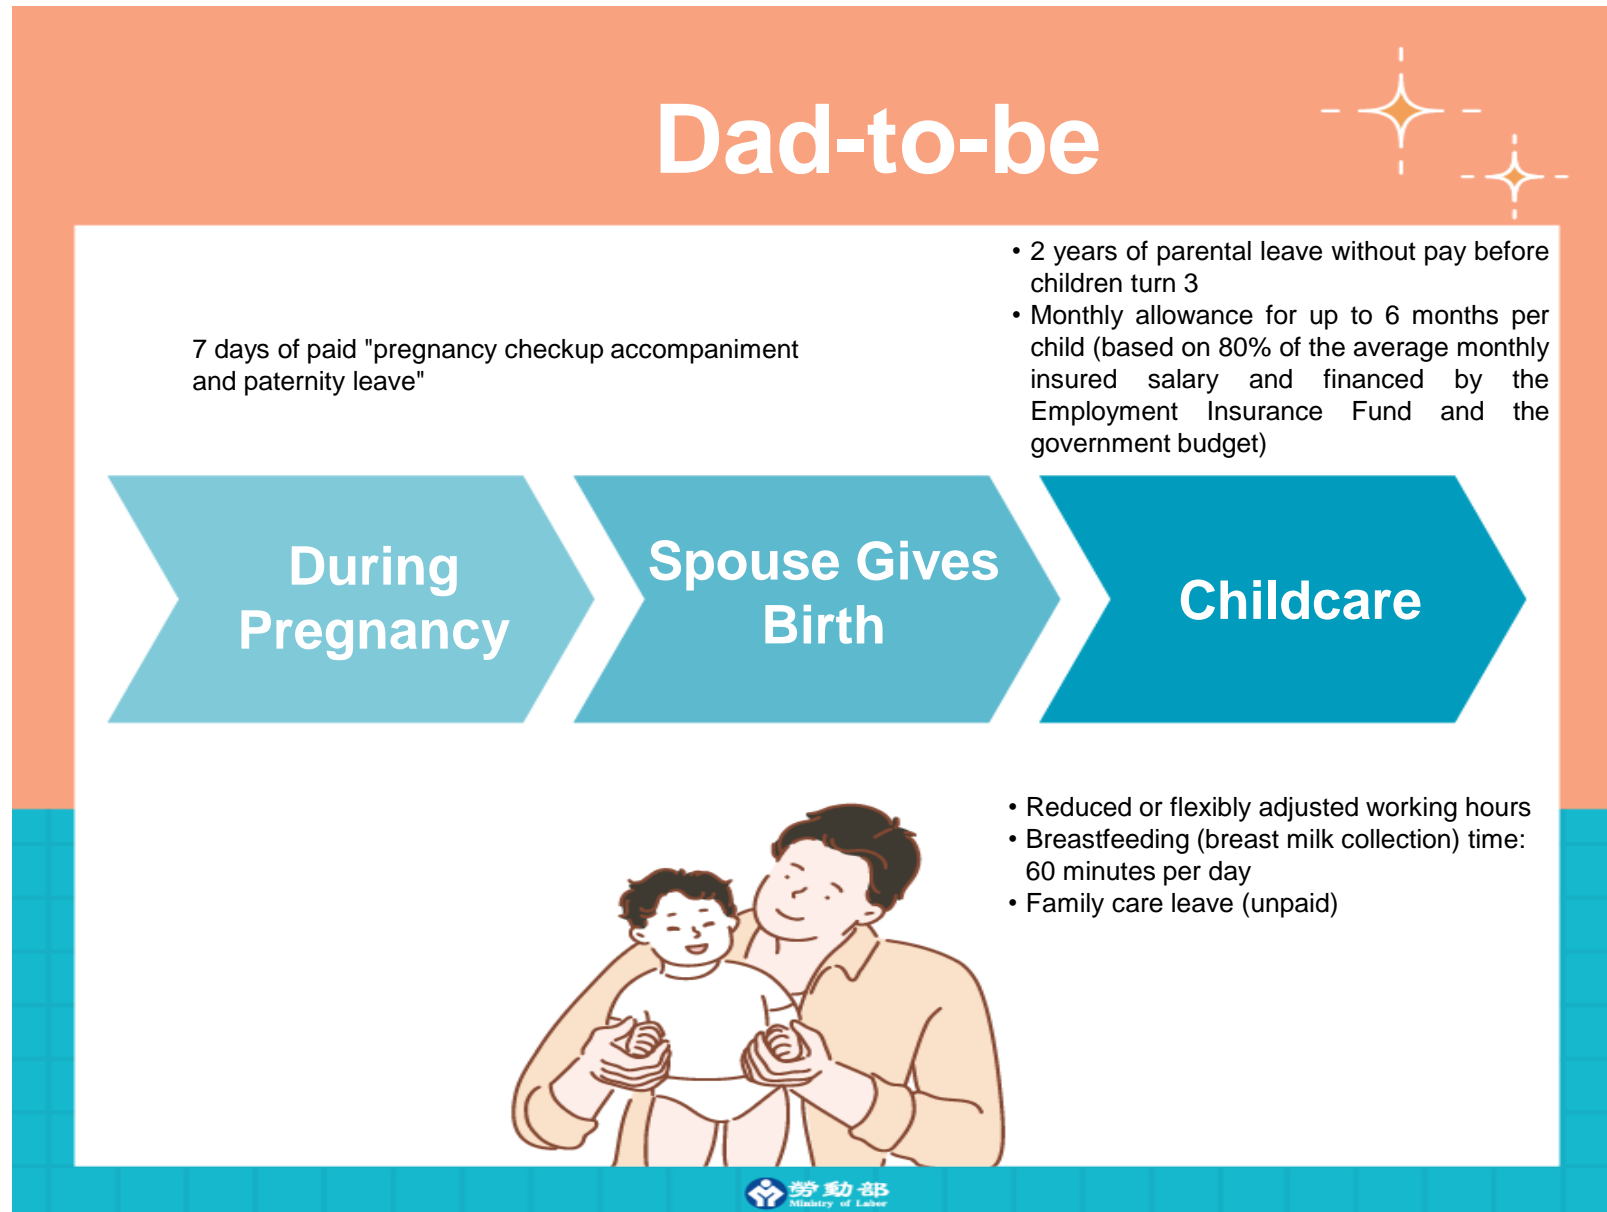 Dad-to-be
7 days of paid "pregnancy checkup accompaniment
and paternity leave"
• 2 years of parental leave without pay before
children turn 3
• Monthly allowance for up to 6 months per
child (based on 80% of the average monthly
insured salary and financed by the
Employment Insurance Fund and the
government budget)
During
Pregnancy
Spouse Gives
Birth
Childcare
• Reduced or flexibly adjusted working hours
• Breastfeeding (breast milk collection) time:
60 minutes per day
• Family care leave (unpaid)
勞動部
Ministry of Labor